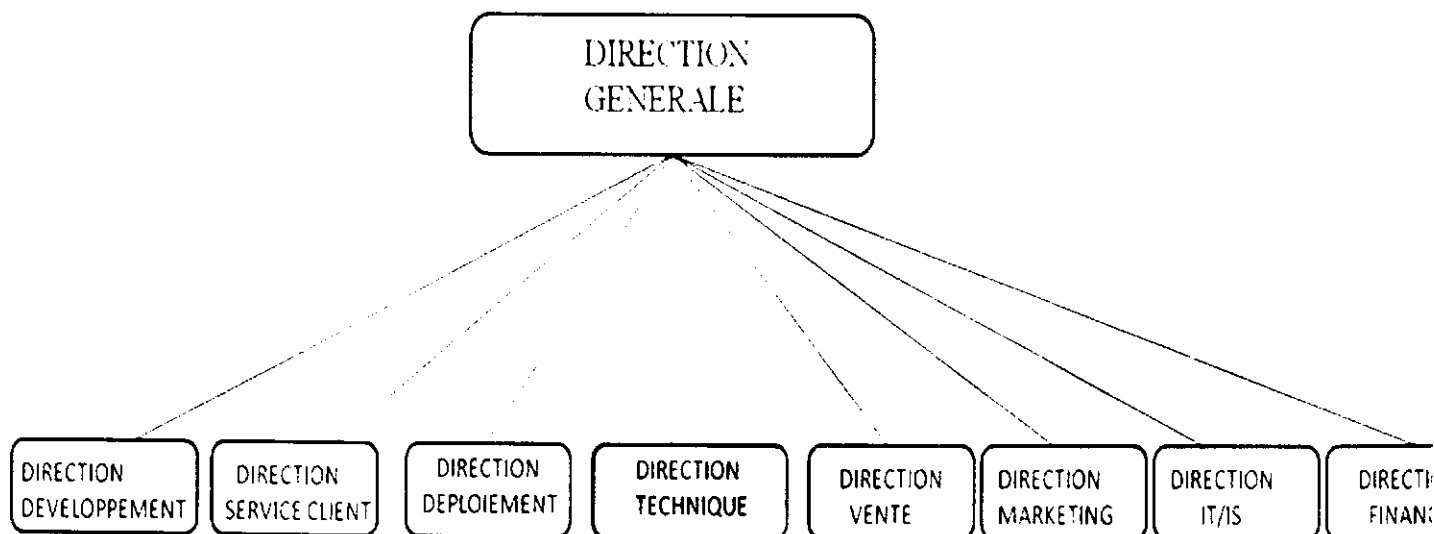 DIRECTION
GENERALE
DIRECTION
DEVELOPPEMENT
DIRECTION
SERVICE CLIENT
DIRECTION
DEPLOIEMENT
DIRECTION
TECHNIQUE
DIRECTION
VENTE
DIRECTION
MARKETING
DIRECTION
IT/IS